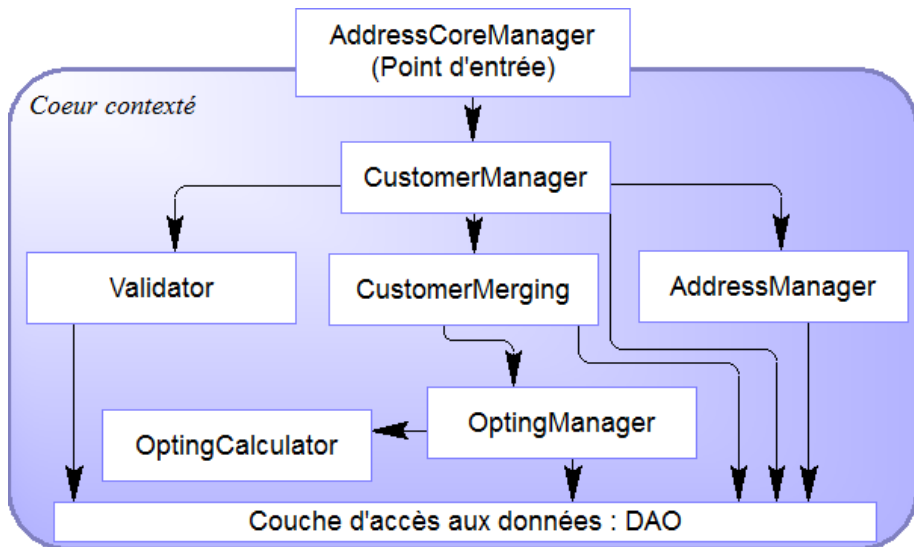 AddressCoreManager
(Point d'entrée)
Coeur contexté
CustomerManager
Validator
CustomerMerging
AddressManager
OptingCalculator
OptingManager
Couche d'accès aux données : DAO